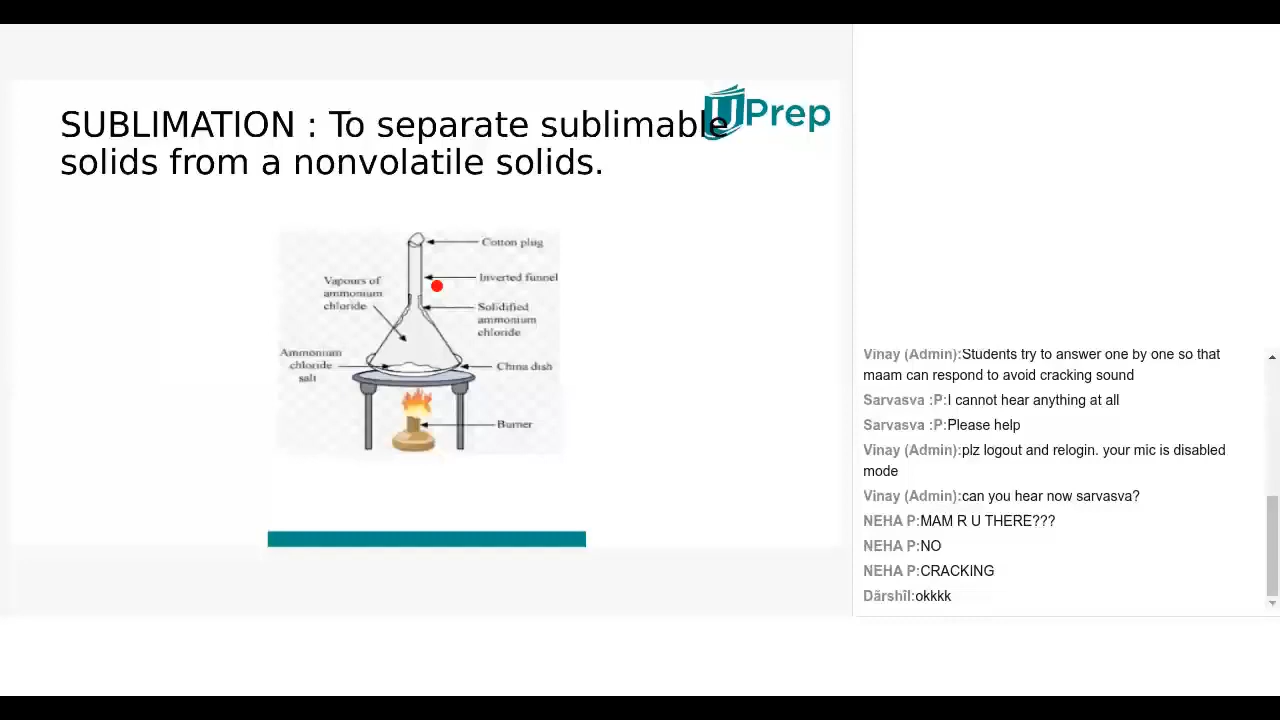 SUBLIMATION : To separate sublimable
solids from a nonvolatile solids.
UPrep
Cotton plug
Inverted funnel
Vapours of
ammonium
chloride
Solidified
ammonium
chloride
Ammonium
chloride
salt
China dish
Burner
Vinay (Admin):Students try to answer one by one so that
maam can respond to avoid cracking sound
Sarvasva :P:I cannot hear anything at all
Sarvasva :P:Please help
Vinay (Admin):plz logout and relogin. your mic is disabled
mode
Vinay (Admin):can you hear now sarvasva?
NEHA P:MAM R U THERE???
NEHA P:NO
NEHA P:CRACKING
Därshîl:okkkk